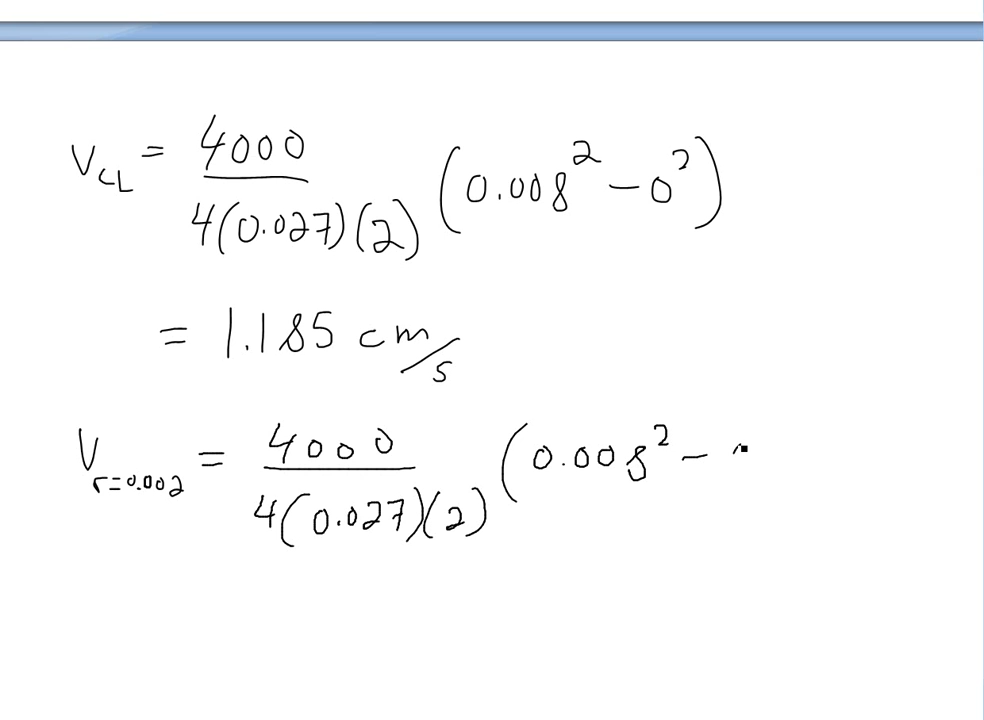 V_CL = 4000 / 4(0.027)(2) (0.008² - 0²)
= 1.185 cm/s
V_r=0.002 = 4000 / 4(0.027)(2) (0.008² -